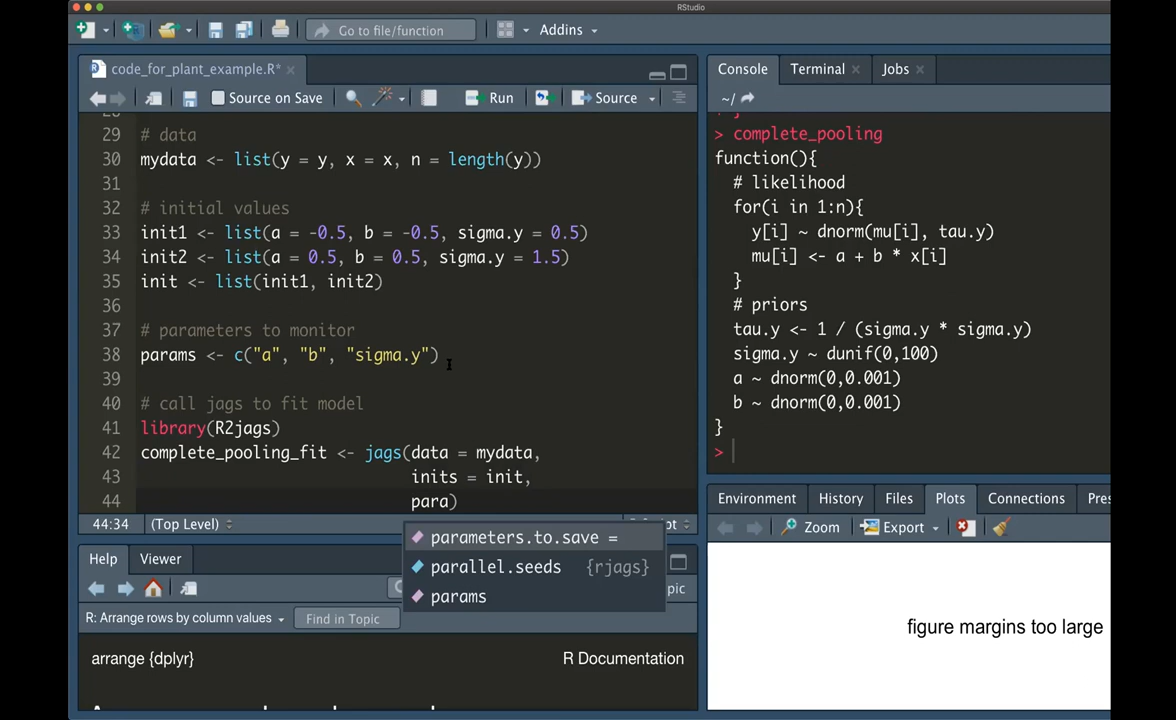 RStudio
Go to file/function
Addins
code_for_plant_example.R*
Source on Save
Run
Source
29 # data
30 mydata <- list(y = y, x = x, n = length(y))
31
32 # initial values
33 init1 <- list(a = -0.5, b = -0.5, sigma.y = 0.5)
34 init2 <- list(a = 0.5, b = 0.5, sigma.y = 1.5)
35 init <- list(init1, init2)
36
37 # parameters to monitor
38 params <- c("a", "b", "sigma.y")
39
40 # call jags to fit model
41 library(R2jags)
42 complete_pooling_fit <- jags(data = mydata,
43 inits = init,
44 para)
44:34 (Top Level)
parameters.to.save =
parallel.seeds {rjags}
params
Help Viewer
R: Arrange rows by column values
Find in Topic
arrange {dplyr} R Documentation
Console Terminal Jobs
~/
> complete_pooling
function(){
# likelihood
for(i in 1:n){
y[i] ~ dnorm(mu[i], tau.y)
mu[i] <- a + b * x[i]
}
# priors
tau.y <- 1 / (sigma.y * sigma.y)
sigma.y ~ dunif(0,100)
a ~ dnorm(0,0.001)
b ~ dnorm(0,0.001)
}
>
Environment History Files Plots Connections Pres
Zoom Export
figure margins too large